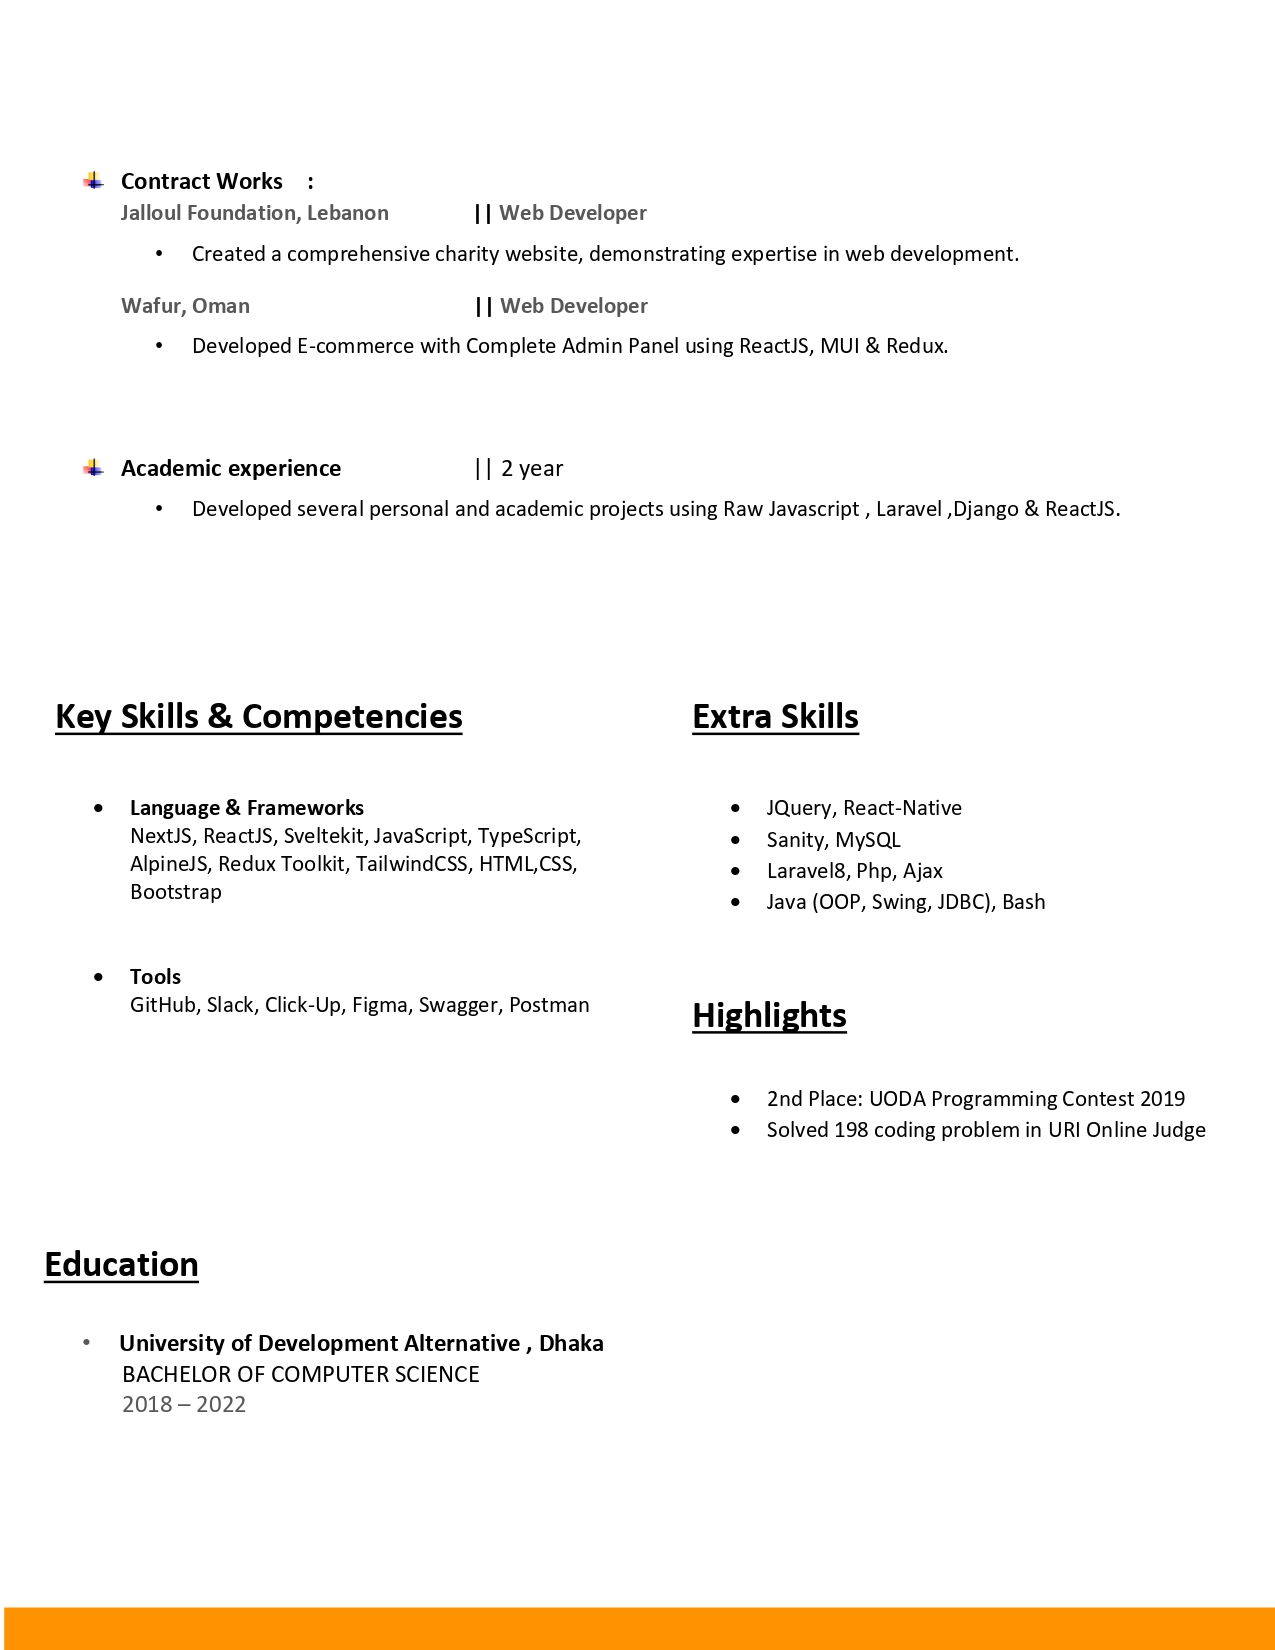 Contract Works :
Jalloul Foundation, Lebanon || Web Developer
• Created a comprehensive charity website, demonstrating expertise in web development.
Wafur, Oman || Web Developer
• Developed E-commerce with Complete Admin Panel using ReactJS, MUI & Redux.
Academic experience || 2 year
• Developed several personal and academic projects using Raw Javascript , Laravel ,Django & ReactJS.
Key Skills & Competencies
• Language & Frameworks
NextJS, ReactJS, Sveltekit, JavaScript, TypeScript,
AlpineJS, Redux Toolkit, TailwindCSS, HTML,CSS,
Bootstrap
• Tools
GitHub, Slack, Click-Up, Figma, Swagger, Postman
Extra Skills
• JQuery, React-Native
• Sanity, MySQL
• Laravel8, Php, Ajax
• Java (OOP, Swing, JDBC), Bash
Highlights
• 2nd Place: UODA Programming Contest 2019
• Solved 198 coding problem in URI Online Judge
Education
• University of Development Alternative , Dhaka
BACHELOR OF COMPUTER SCIENCE
2018 – 2022